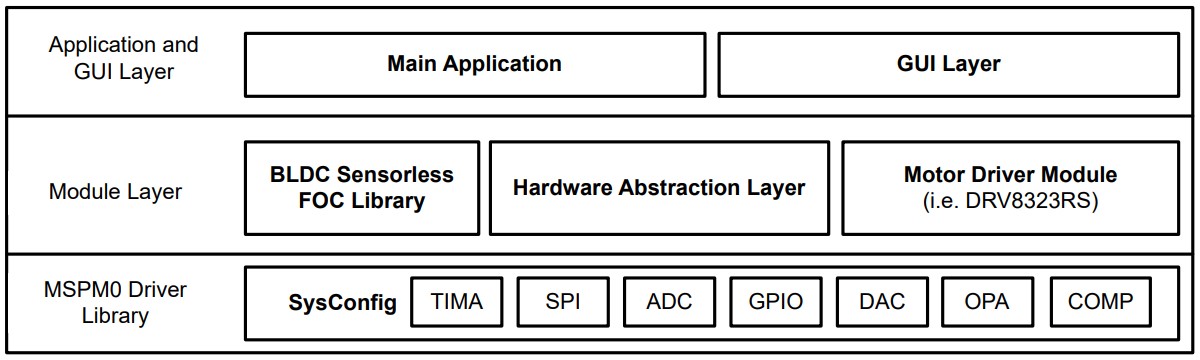 Application and
GUI Layer
Main Application
GUI Layer
Module Layer
BLDC Sensorless
FOC Library
Hardware Abstraction Layer
Motor Driver Module
(i.e. DRV8323RS)
MSPM0 Driver
Library
SysConfig TIMA SPI ADC GPIO DAC OPA COMP